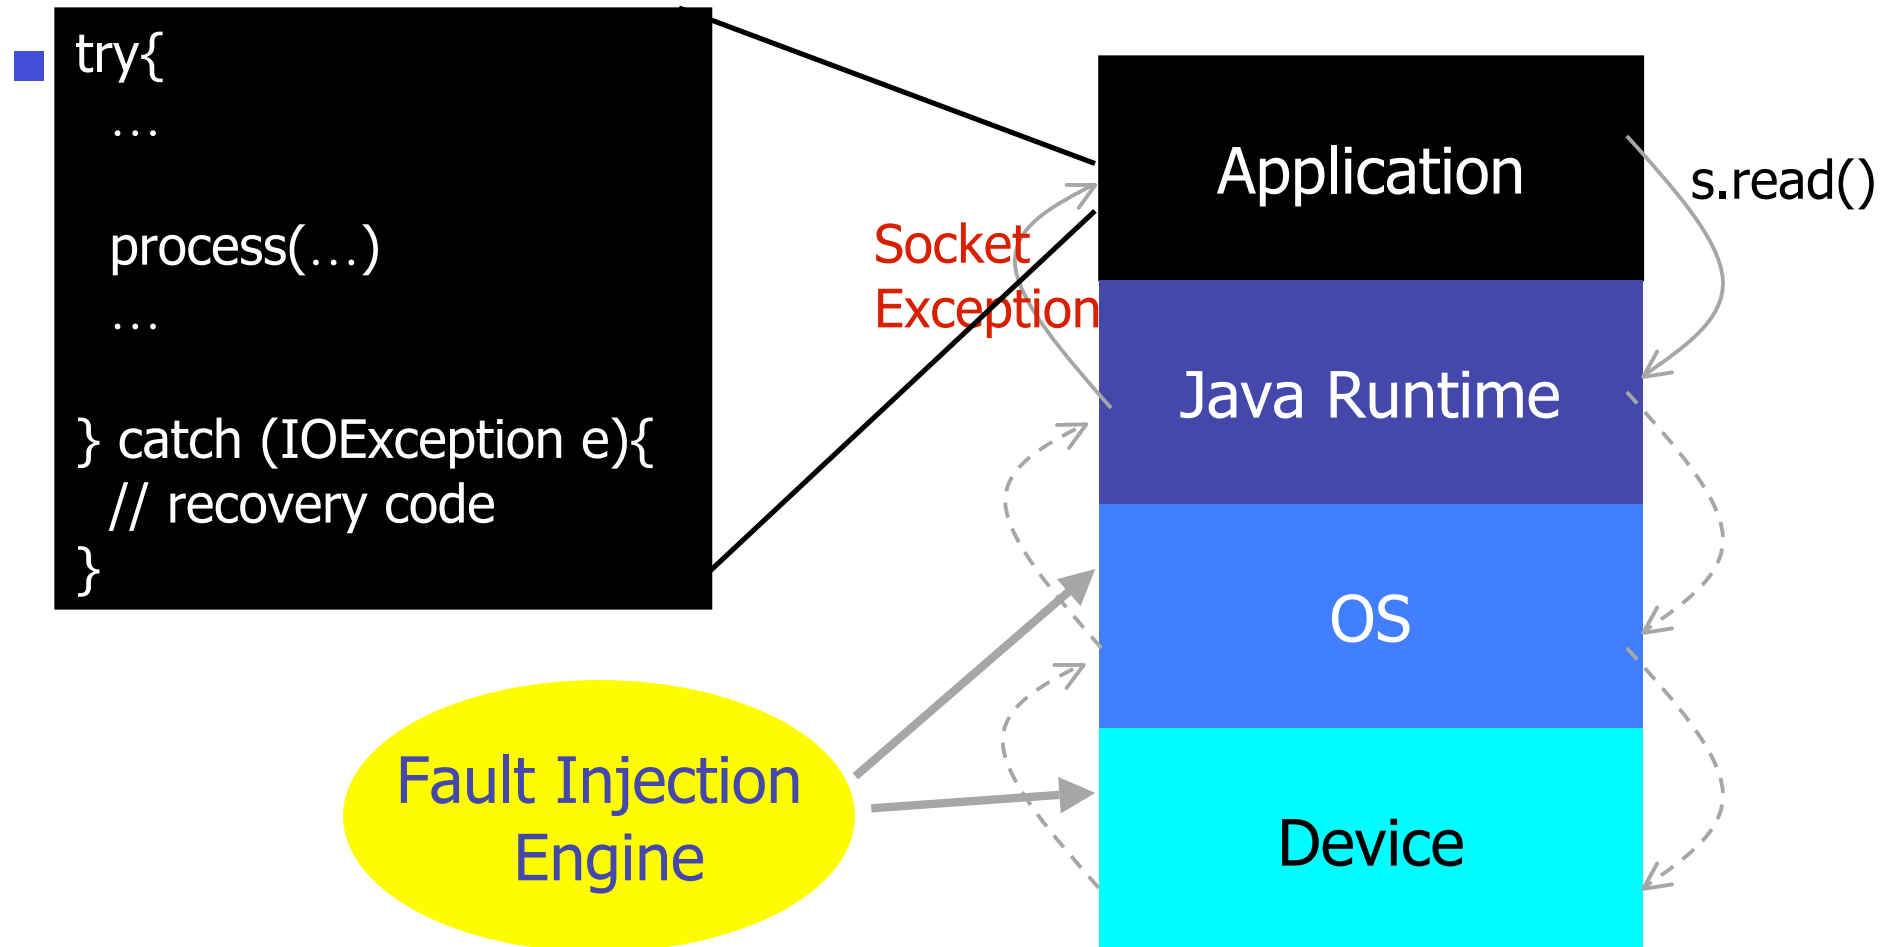 try{
…
process(…)
…
} catch (IOException e){
// recovery code
}
Application
s.read()
Socket
Exception
Java Runtime
OS
Fault Injection
Engine
Device